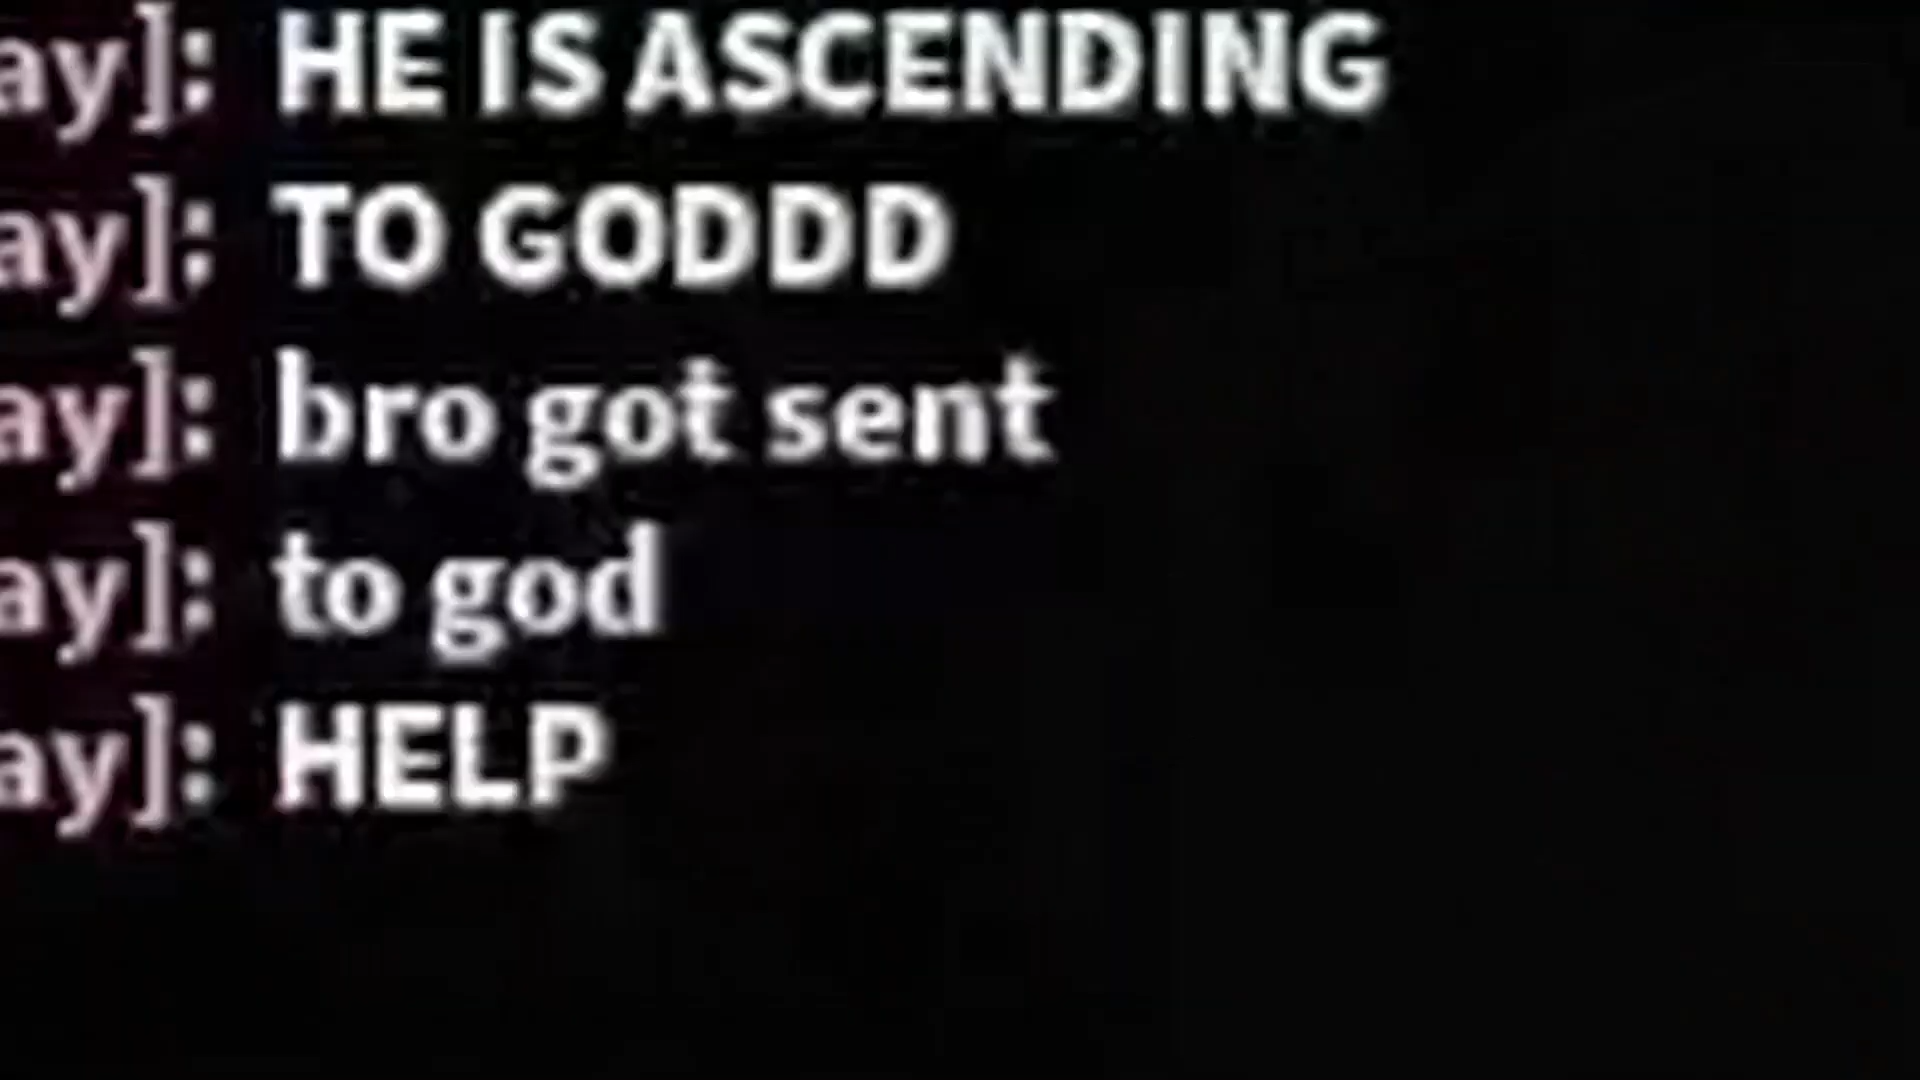 ay]: HE IS ASCENDING
ay]: TO GODDD
ay]: bro got sent
ay]: to god
ay]: HELP